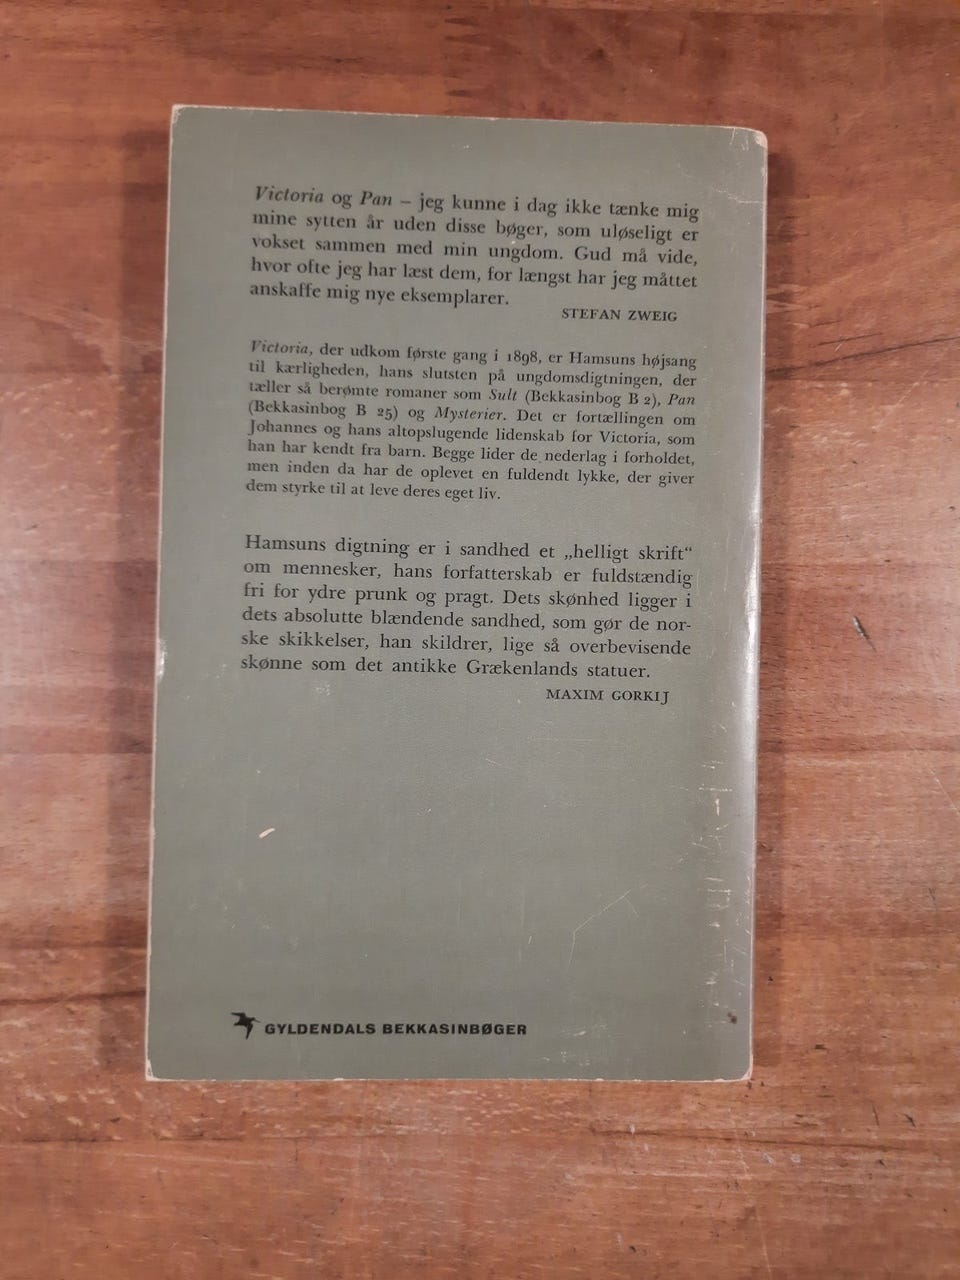 Victoria og Pan – jeg kunne i dag ikke tænke mig
mine sytten år uden disse bøger, som uløseligt er
vokset sammen med min ungdom. Gud må vide,
hvor ofte jeg har læst dem, for længst har jeg måttet
anskaffe mig nye eksemplarer.
STEFAN ZWEIG
Victoria, der udkom første gang i 1898, er Hamsuns højsang
til kærligheden, hans slutsten på ungdomsdigtningen, der
tæller så berømte romaner som Sult (Bekkasinbog B 2), Pan
(Bekkasinbog B 25) og Mysterier. Det er fortællingen om
Johannes og hans altopslugende lidenskab for Victoria, som
han har kendt fra barn. Begge lider de nederlag i forholdet,
men inden da har de oplevet en fuldendt lykke, der giver
dem styrke til at leve deres eget liv.
Hamsuns digtning er i sandhed et „helligt skrift“
om mennesker, hans forfatterskab er fuldstændig
fri for ydre prunk og pragt. Dets skønhed ligger i
dets absolutte blændende sandhed, som gør de nor-
ske skikkelser, han skildrer, lige så overbevisende
skønne som det antikke Grækenlands statuer.
MAXIM GORKIJ
GYLDENDALS BEKKASINBØGER